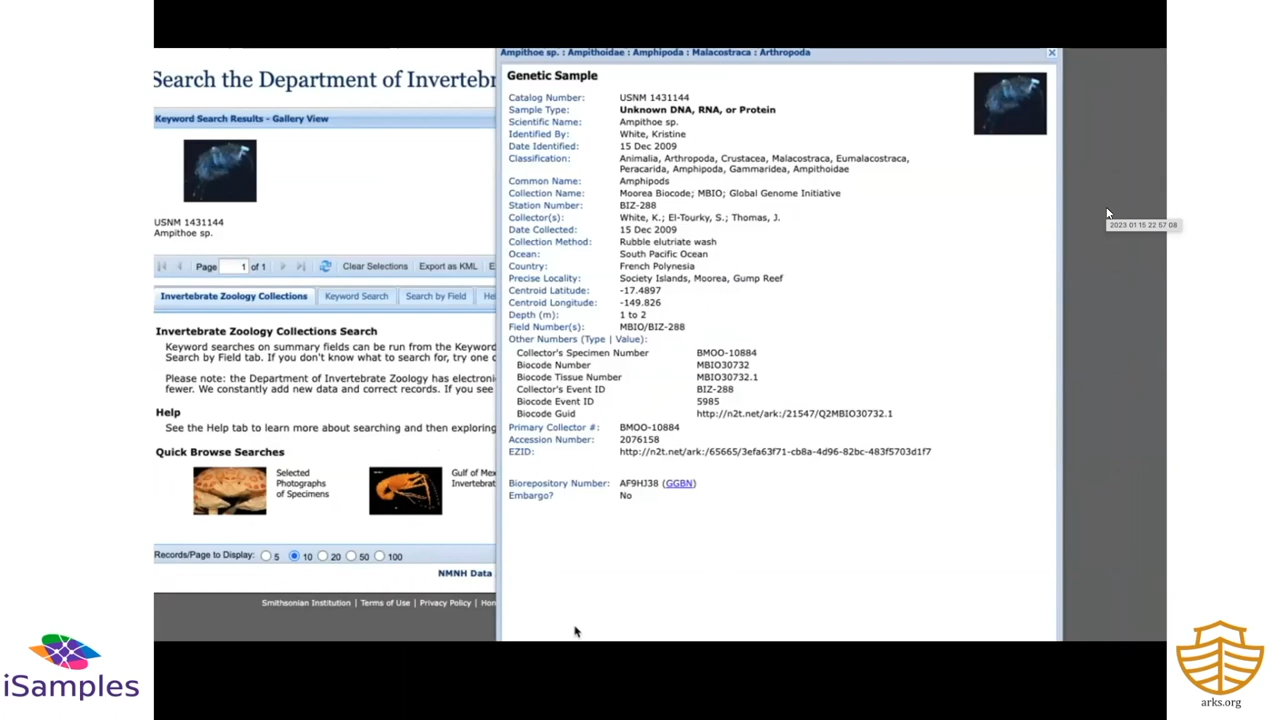 Search the Department of Invertebr
Keyword Search Results - Gallery View
USNM 1431144
Ampithoe sp.
Page 1 of 1 Clear Selections Export as KML E
Invertebrate Zoology Collections Keyword Search Search by Field He
Invertebrate Zoology Collections Search
Keyword searches on summary fields can be run from the Keyword
Search by Field tab. If you don't know what to search for, try one o
Please note: the Department of Invertebrate Zoology has electronic
fewer. We constantly add new data and correct records. If you see
Help
See the Help tab to learn more about searching and then exploring
Quick Browse Searches
Selected
Photographs
of Specimens
Gulf of Mex
Invertebrat
Records/Page to Display: 5 10 20 50 100
NMNH Data
Smithsonian Institution | Terms of Use | Privacy Policy | Hon
Ampithoe sp. : Ampithoidae : Amphipoda : Malacostraca : Arthropoda
Genetic Sample
Catalog Number: USNM 1431144
Sample Type: Unknown DNA, RNA, or Protein
Scientific Name: Ampithoe sp.
Identified By: White, Kristine
Date Identified: 15 Dec 2009
Classification: Animalia, Arthropoda, Crustacea, Malacostraca, Eumalacostraca,
Peracarida, Amphipoda, Gammaridea, Ampithoidae
Common Name: Amphipods
Collection Name: Moorea Biocode; MBIO; Global Genome Initiative
Station Number: BIZ-288
Collector(s): White, K.; El-Tourky, S.; Thomas, J.
Date Collected: 15 Dec 2009
Collection Method: Rubble elutriate wash
Ocean: South Pacific Ocean
Country: French Polynesia
Precise Locality: Society Islands, Moorea, Gump Reef
Centroid Latitude: -17.4897
Centroid Longitude: -149.826
Depth (m): 1 to 2
Field Number(s): MBIO/BIZ-288
Other Numbers (Type | Value):
Collector's Specimen Number BMOO-10884
Biocode Number MBIO30732
Biocode Tissue Number MBIO30732.1
Collector's Event ID BIZ-288
Biocode Event ID 5985
Biocode Guid http://n2t.net/ark:/21547/Q2MBIO30732.1
Primary Collector #: BMOO-10884
Accession Number: 2076158
EZID: http://n2t.net/ark:/65665/3efa63f71-cb8a-4d96-82bc-483f5703d1f7
Biorepository Number: AF9HJ38 (GGBN)
Embargo? No
2023 01 15 22 57 08
iSamples
arks.org